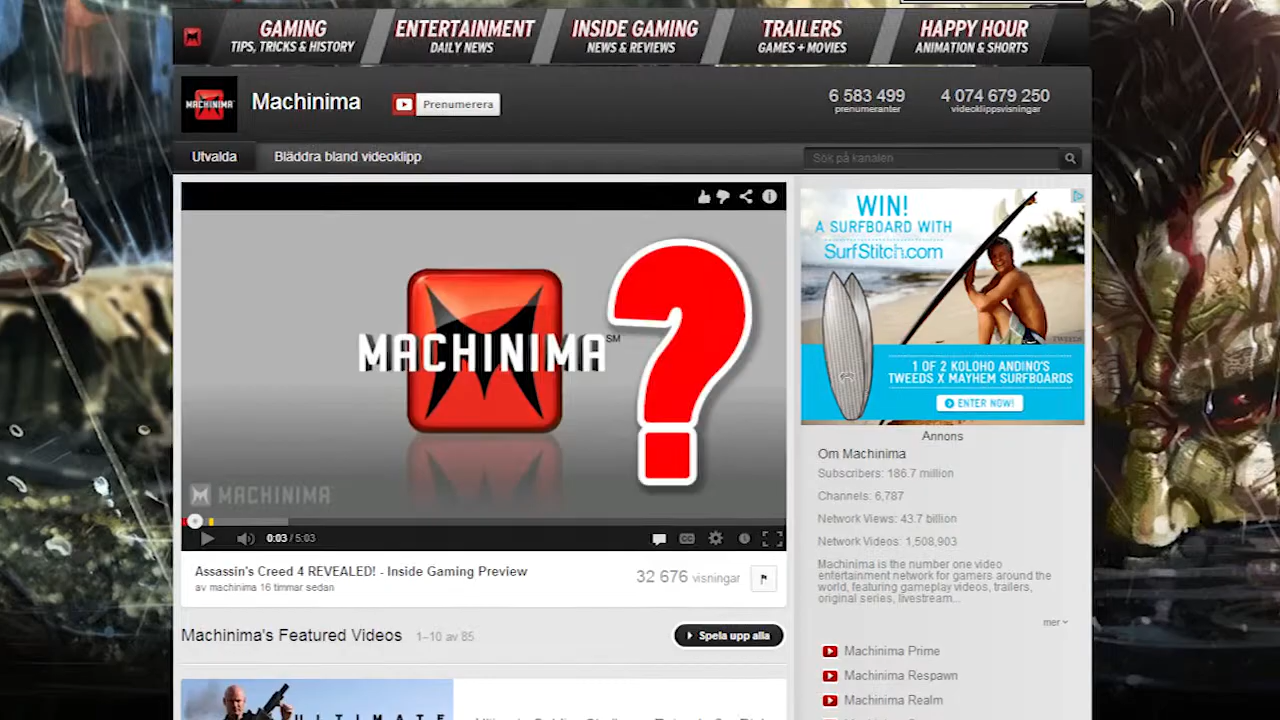 GAMING
TIPS, TRICKS & HISTORY
ENTERTAINMENT
DAILY NEWS
INSIDE GAMING
NEWS & REVIEWS
TRAILERS
GAMES + MOVIES
HAPPY HOUR
ANIMATION & SHORTS
MACHINIMA
Machinima
Prenumerera
6 583 499
prenumeranter
4 074 679 250
videoklippsvisningar
Utvalda
Bläddra bland videoklipp
Sök på kanalen
MACHINIMA SM
?
MACHINIMA
0:03 / 5:03
CC
Assassin's Creed 4 REVEALED! - Inside Gaming Preview
av machinima 16 timmar sedan
32 676 visningar
Machinima's Featured Videos 1–10 av 85
Spela upp alla
ULTIMATE
WIN!
A SURFBOARD WITH
SurfStitch.com
TWEEDS
1 OF 2 KOLOHO ANDINO'S
TWEEDS X MAYHEM SURFBOARDS
ENTER NOW!
Annons
Om Machinima
Subscribers: 186.7 million
Channels: 6,787
Network Views: 43.7 billion
Network Videos: 1,508,903
Machinima is the number one video
entertainment network for gamers around the
world, featuring gameplay videos, trailers,
original series, livestream...
mer
Machinima Prime
Machinima Respawn
Machinima Realm